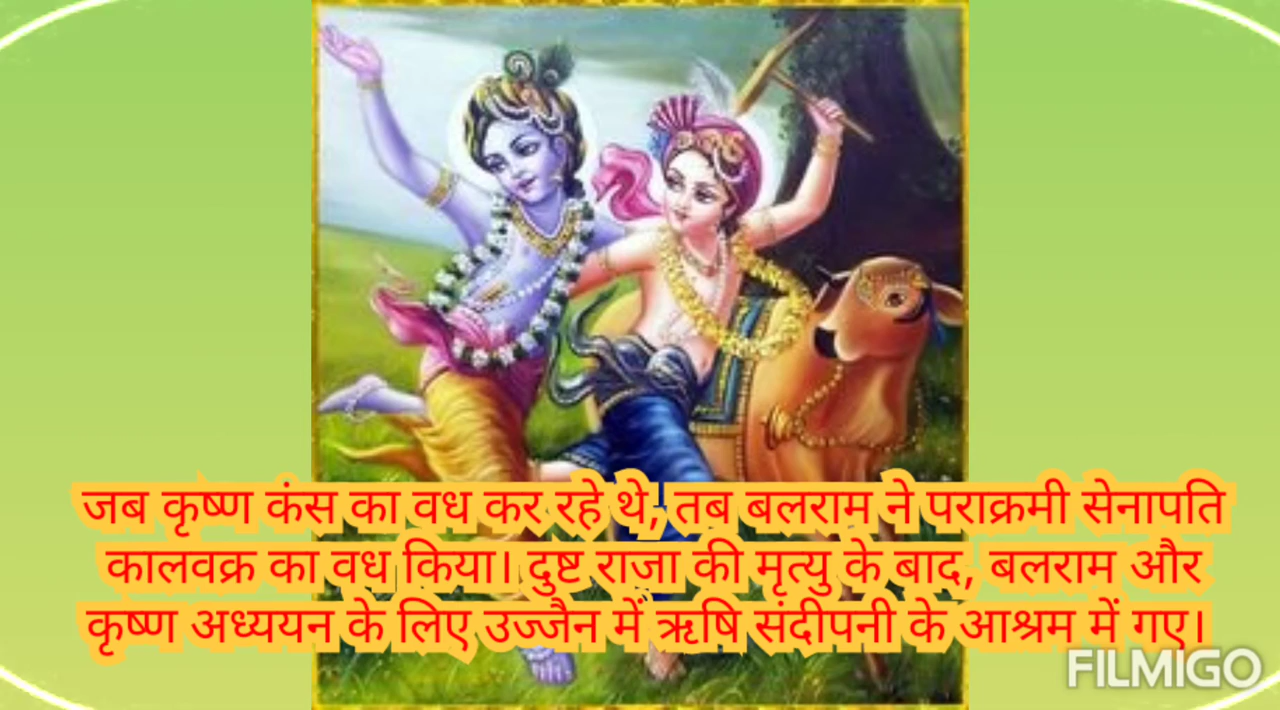 जब कृष्ण कंस का वध कर रहे थे, तब बलराम ने पराक्रमी सेनापति
कालवक्र का वध किया। दुष्ट राजा की मृत्यु के बाद, बलराम और
कृष्ण अध्ययन के लिए उज्जैन में ऋषि संदीपनी के आश्रम में गए।
FILMIGO